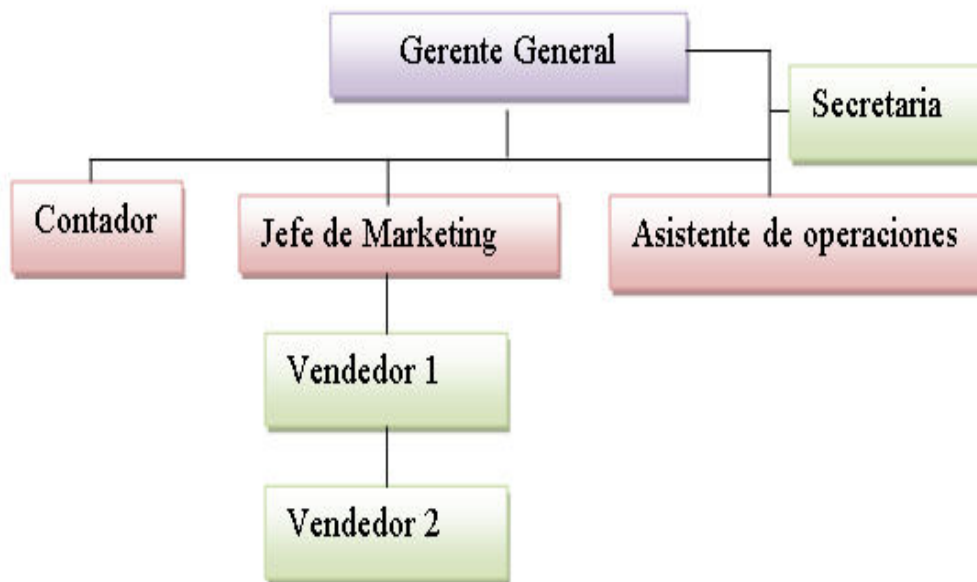 Gerente General
Secretaria
Contador
Jefe de Marketing
Asistente de operaciones
Vendedor 1
Vendedor 2